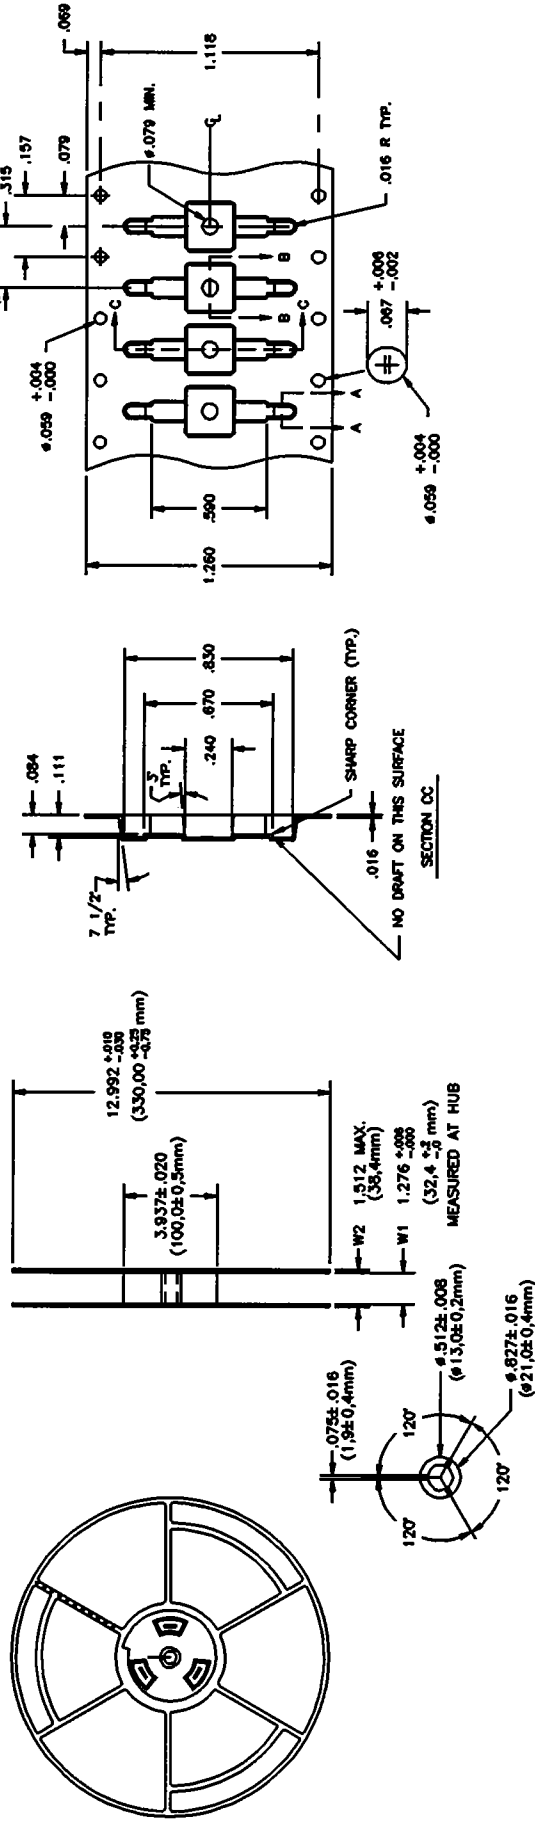 .069
1.118
.315
.157
.079
ø.079 MIN.
CL
.016 R TYP.
ø.059 +.004 -.000
C
C
B
B
A
A
.067 +.006 -.002
ø.059 +.004 -.000
.590
1.260
.084
.111
7 1/2° TYP.
3° TYP.
.240
.670
.830
SHARP CORNER (TYP.)
.016
NO DRAFT ON THIS SURFACE
SECTION CC
12.992 +.010 -.030
(330,00 +0.25 -0.75 mm)
3.937±.020
(100,0±0,5mm)
W2 1.512 MAX.
(38,4mm)
W1 1.276 +.006 -.000
(32,4 +.2 -.0 mm)
MEASURED AT HUB
.075±.016
(1,9±0,4mm)
120°
120°
120°
ø.512±.008
(ø13,0±0,2mm)
ø.827±.016
(ø21,0±0,4mm)